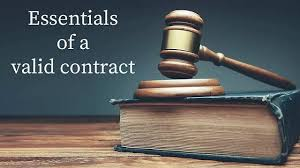 Essentials
of a
valid contract